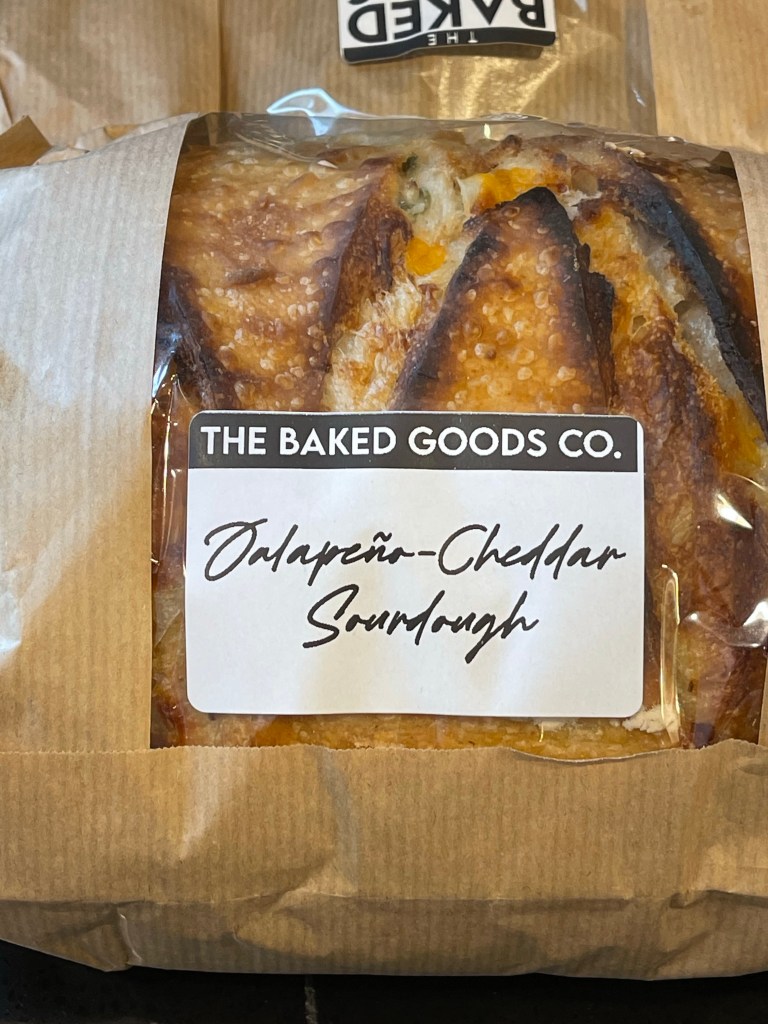 THE
BAKED
THE BAKED GOODS CO.
Jalapeño-Cheddar
Sourdough